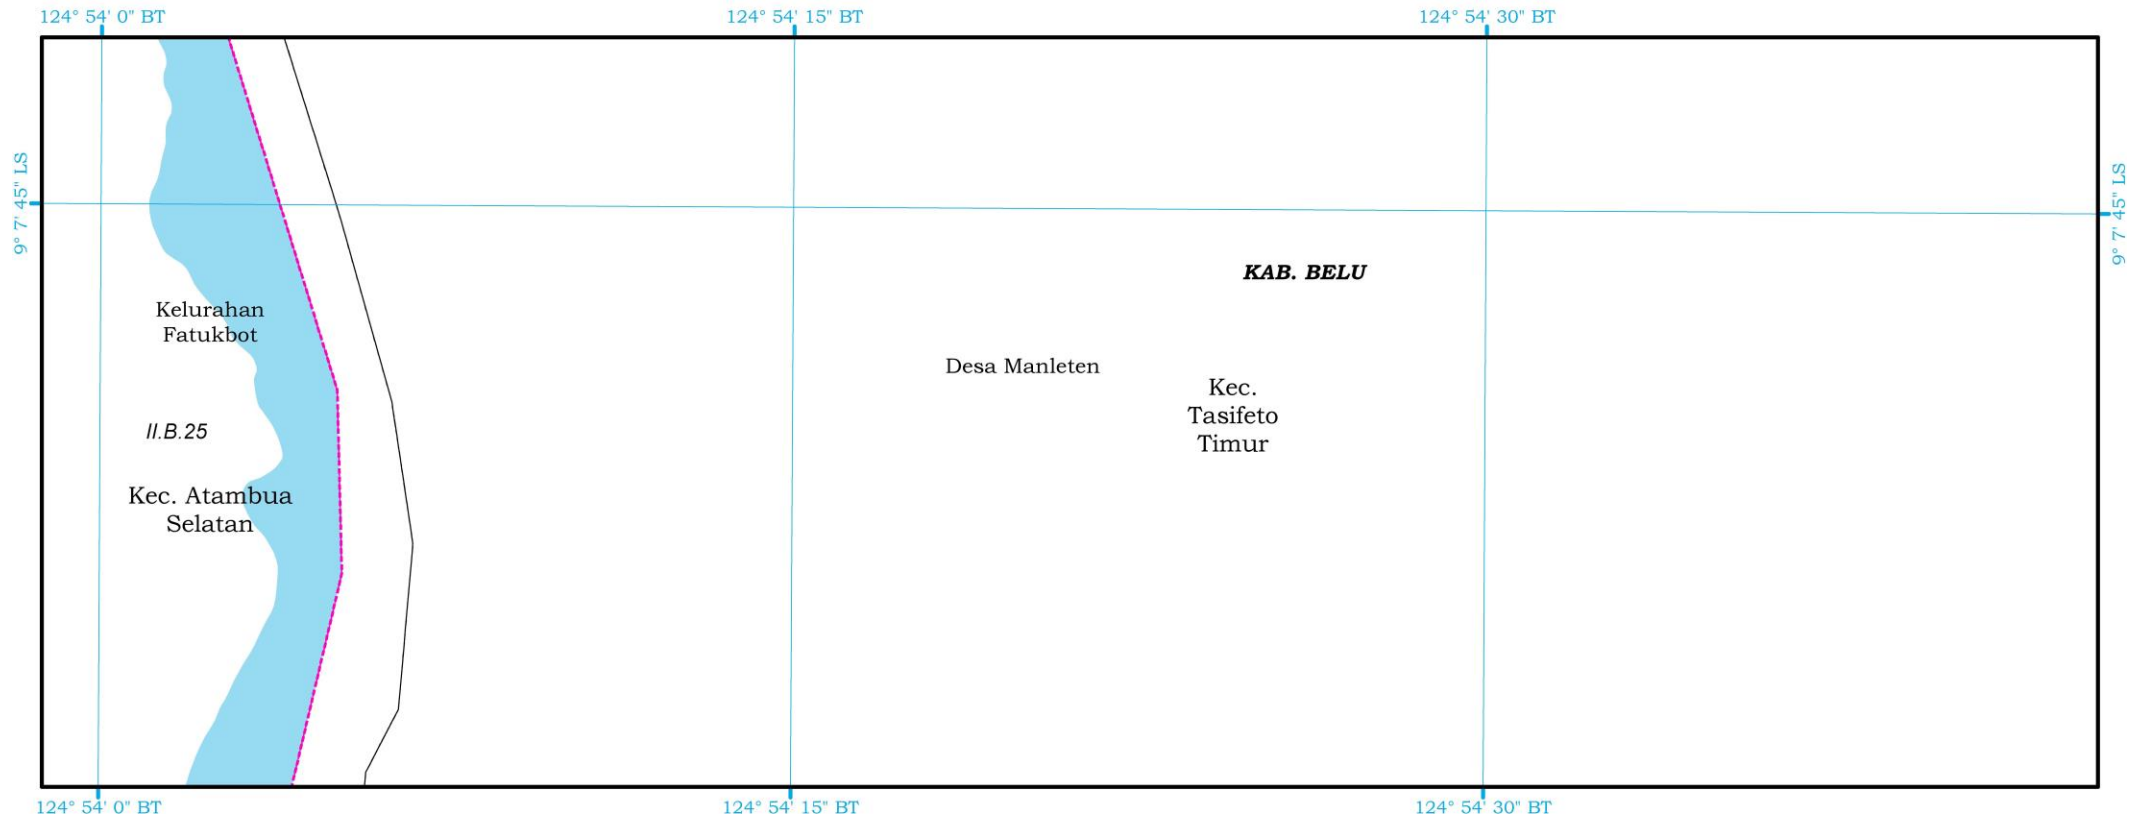 124° 54' 0" BT
124° 54' 15" BT
124° 54' 30" BT
9° 7' 45" LS
9° 7' 45" LS
KAB. BELU
Kelurahan
Fatukbot
Desa Manleten
Kec.
Tasifeto
Timur
II.B.25
Kec. Atambua
Selatan
124° 54' 0" BT
124° 54' 15" BT
124° 54' 30" BT